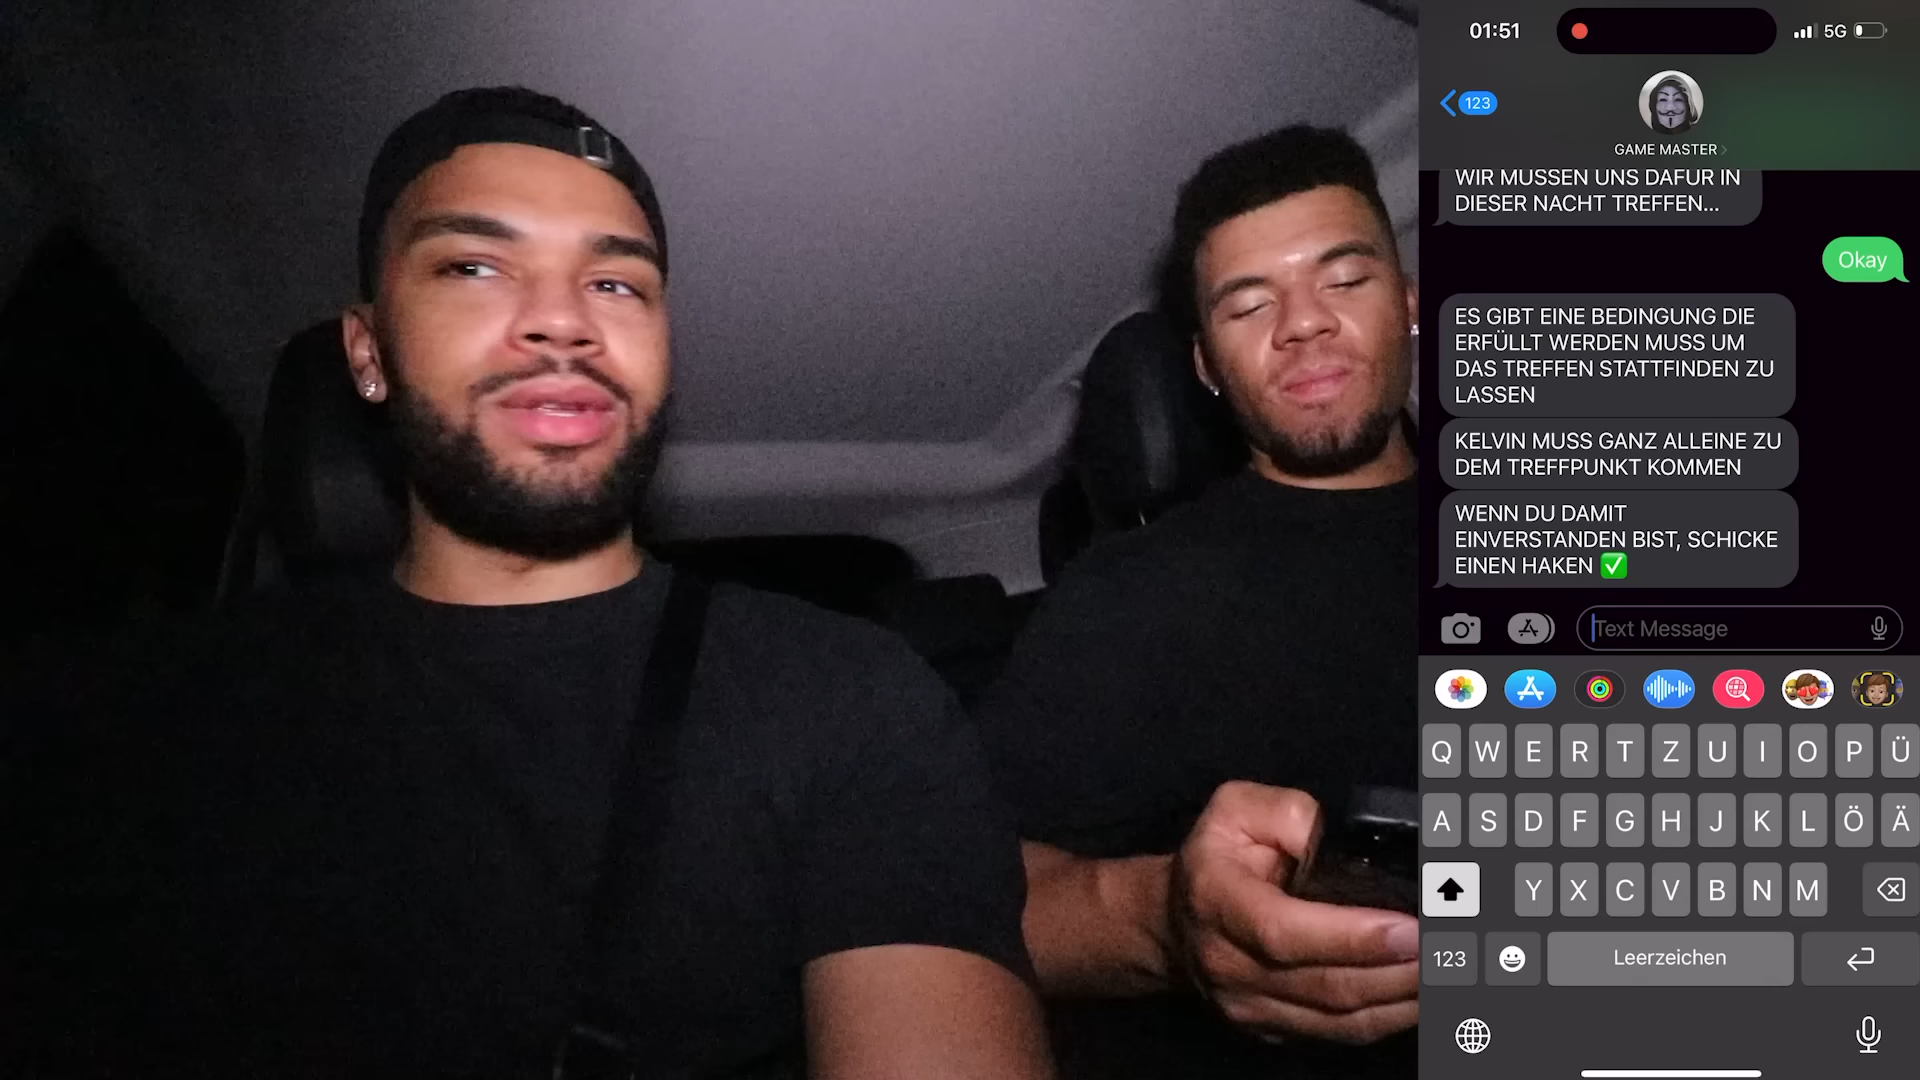 01:51
5G
123
GAME MASTER
WIR MÜSSEN UNS DAFÜR IN
DIESER NACHT TREFFEN...
Okay
ES GIBT EINE BEDINGUNG DIE
ERFÜLLT WERDEN MUSS UM
DAS TREFFEN STATTFINDEN ZU
LASSEN
KELVIN MUSS GANZ ALLEINE ZU
DEM TREFFPUNKT KOMMEN
WENN DU DAMIT
EINVERSTANDEN BIST, SCHICKE
EINEN HAKEN ✅
Text Message
Q W E R T Z U I O P Ü
A S D F G H J K L Ö Ä
Y X C V B N M
123
Leerzeichen